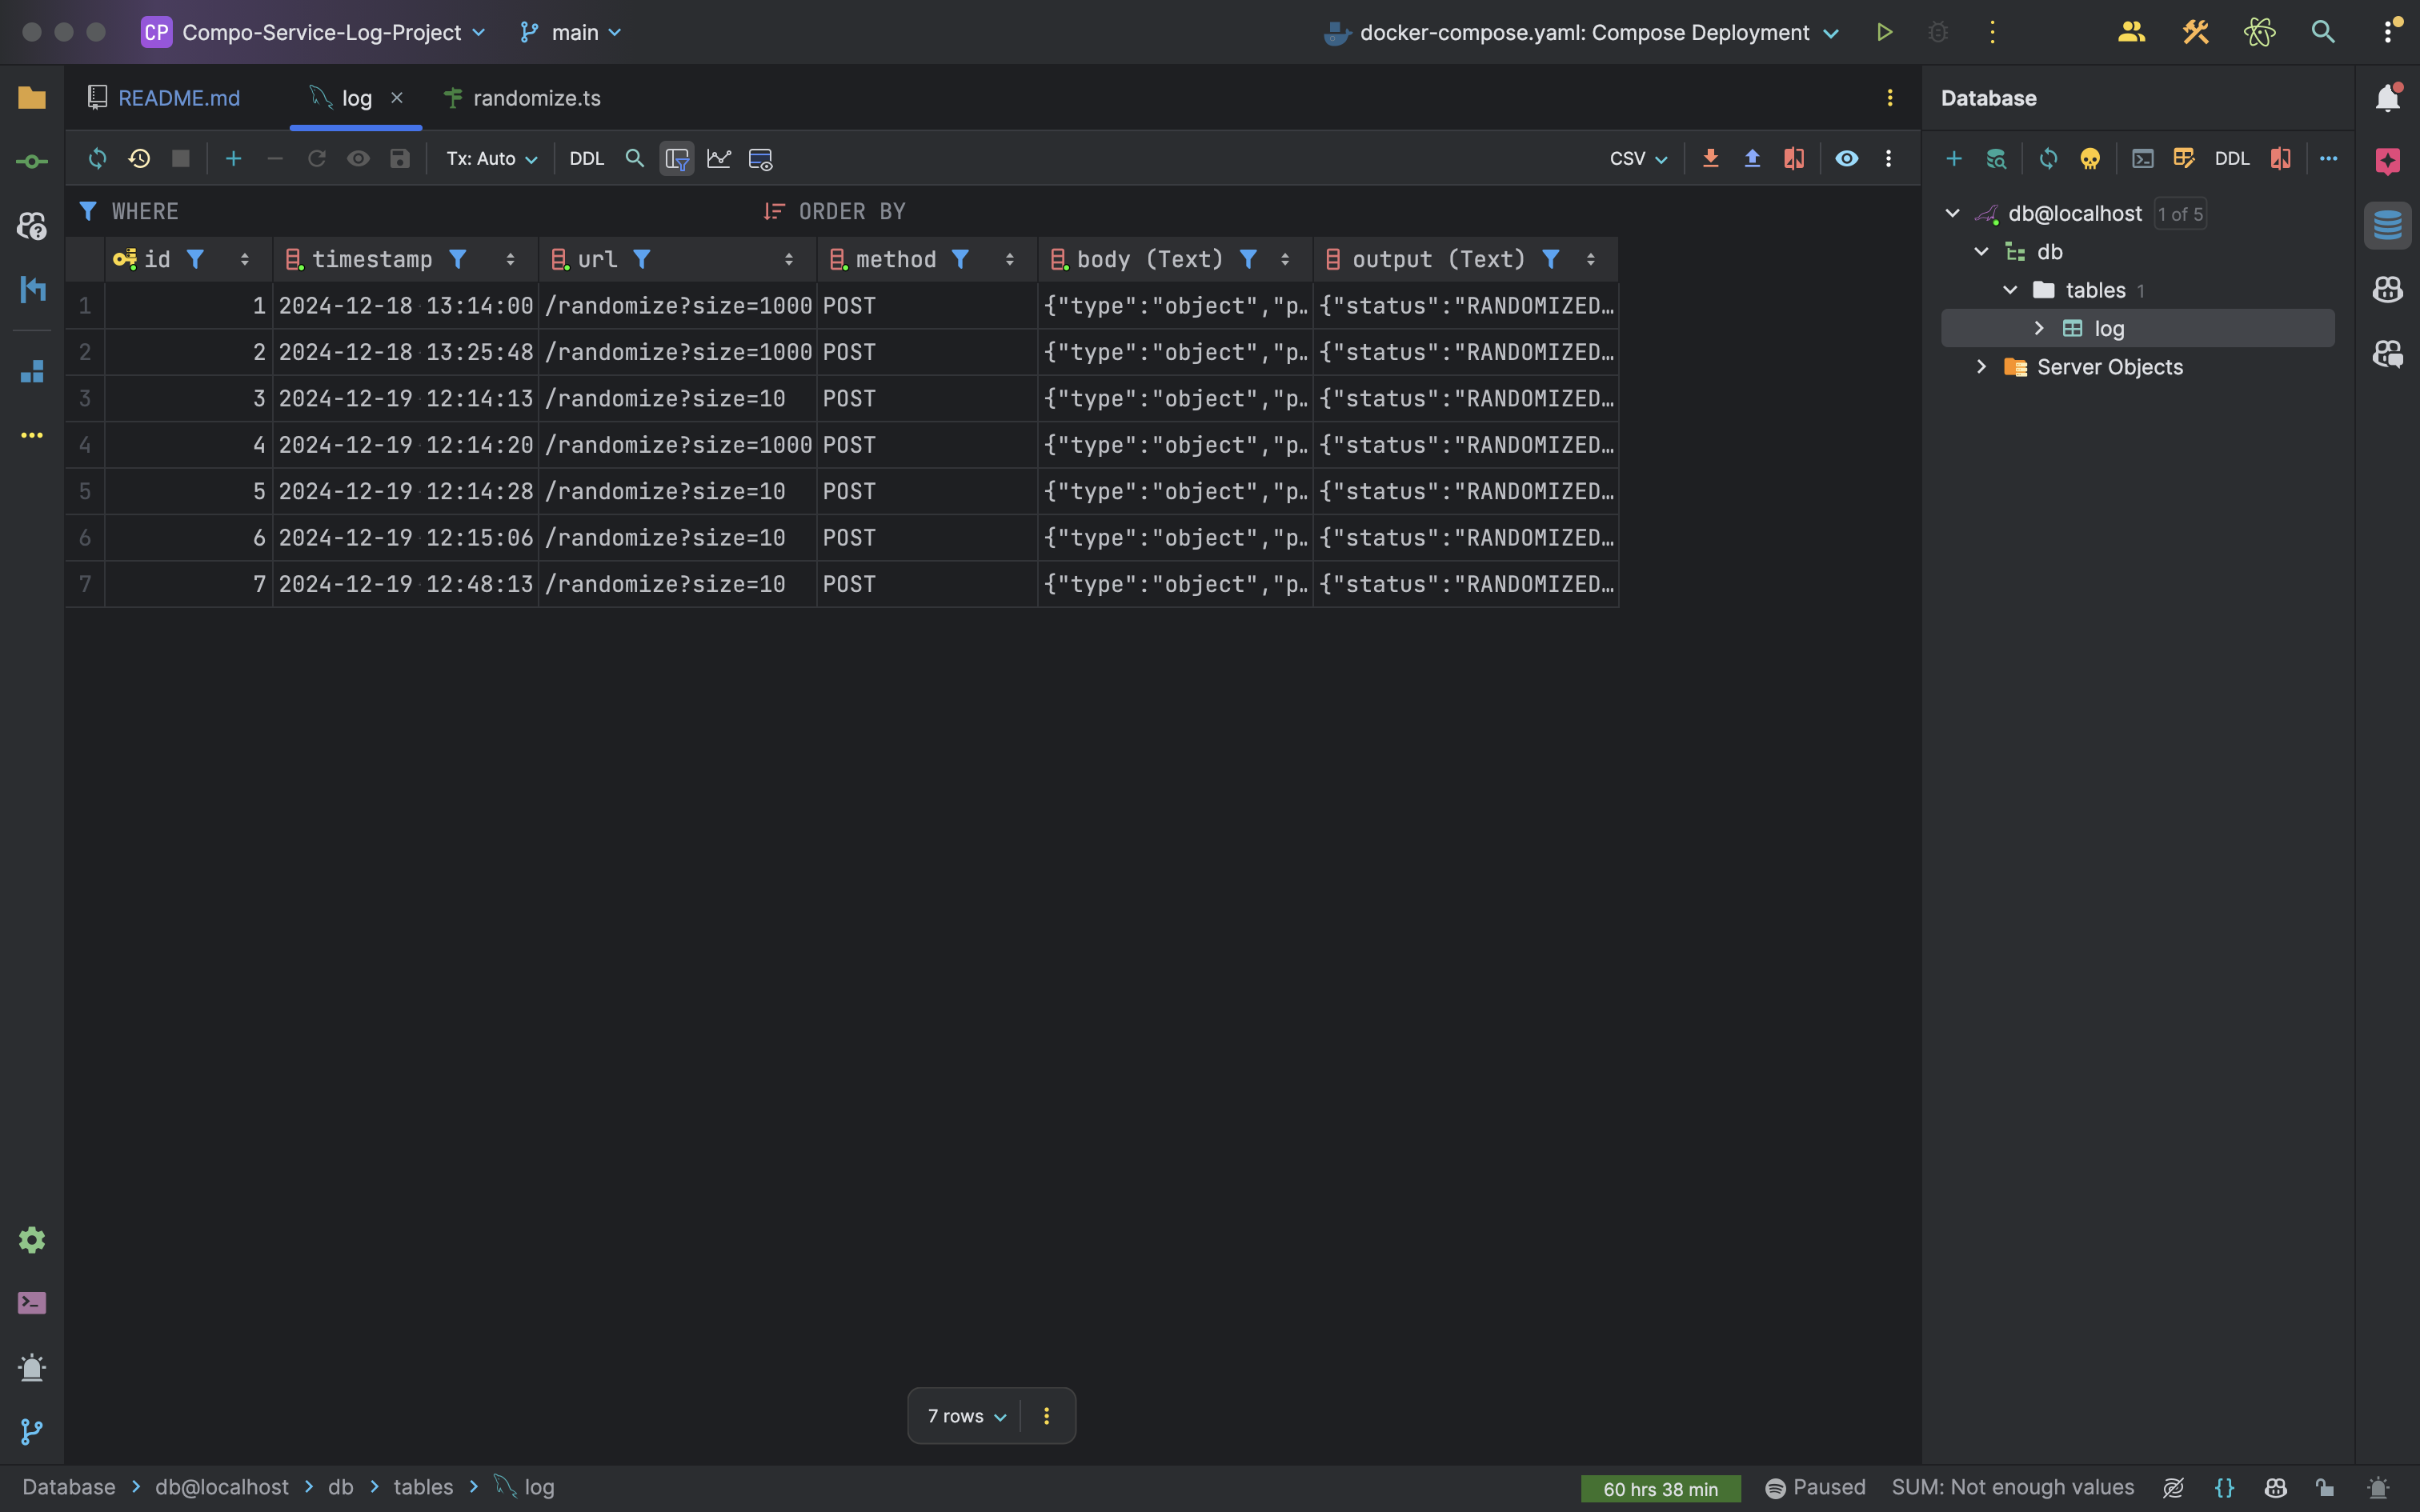 CP Compo-Service-Log-Project main docker-compose.yaml: Compose Deployment
README.md log randomize.ts
Tx: Auto DDL CSV
WHERE ORDER BY
id timestamp url method body (Text) output (Text)
1 1 2024-12-18 13:14:00 /randomize?size=1000 POST {"type":"object","p… {"status":"RANDOMIZED…
2 2 2024-12-18 13:25:48 /randomize?size=1000 POST {"type":"object","p… {"status":"RANDOMIZED…
3 3 2024-12-19 12:14:13 /randomize?size=10 POST {"type":"object","p… {"status":"RANDOMIZED…
4 4 2024-12-19 12:14:20 /randomize?size=1000 POST {"type":"object","p… {"status":"RANDOMIZED…
5 5 2024-12-19 12:14:28 /randomize?size=10 POST {"type":"object","p… {"status":"RANDOMIZED…
6 6 2024-12-19 12:15:06 /randomize?size=10 POST {"type":"object","p… {"status":"RANDOMIZED…
7 7 2024-12-19 12:48:13 /randomize?size=10 POST {"type":"object","p… {"status":"RANDOMIZED…
7 rows
Database
DDL
db@localhost 1 of 5
db
tables 1
log
Server Objects
Database db@localhost db tables log 60 hrs 38 min Paused SUM: Not enough values {}